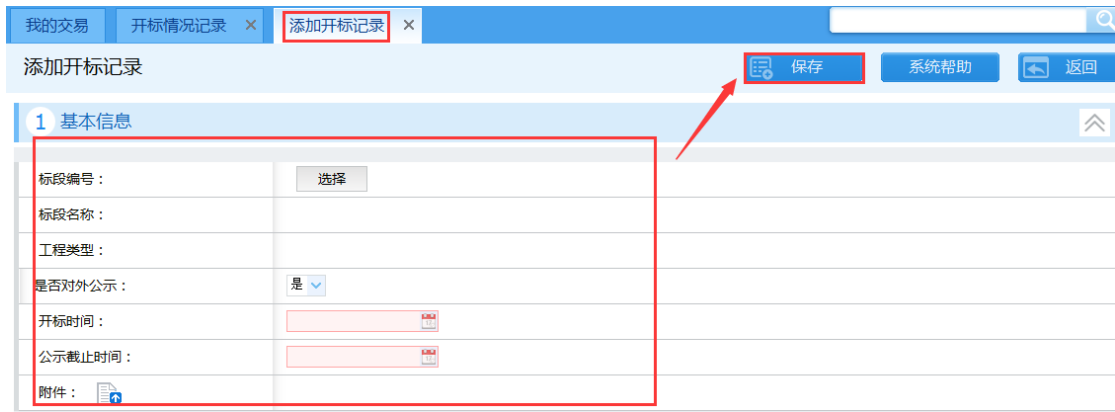 我的交易 开标情况记录 × 添加开标记录 ×
添加开标记录 保存 系统帮助 返回
1 基本信息
标段编号： 选择
标段名称：
工程类型：
是否对外公示： 是
开标时间：
公示截止时间：
附件：